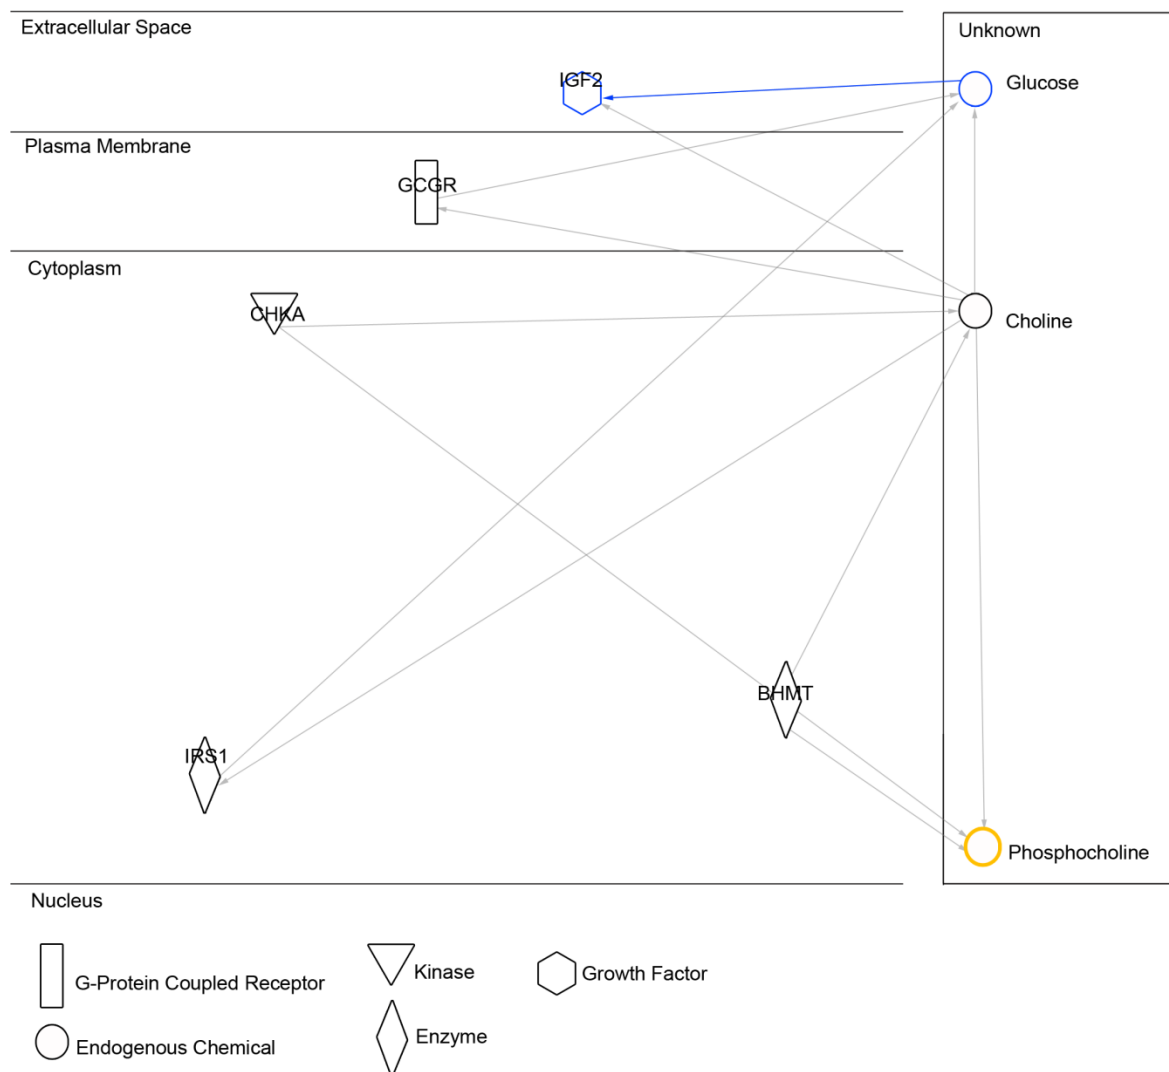 Extracellular Space
Unknown
IGF2
Glucose
Plasma Membrane
GCGR
Cytoplasm
CHKA
Choline
BHMT
IRS1
Phosphocholine
Nucleus
G-Protein Coupled Receptor
Kinase
Growth Factor
Endogenous Chemical
Enzyme